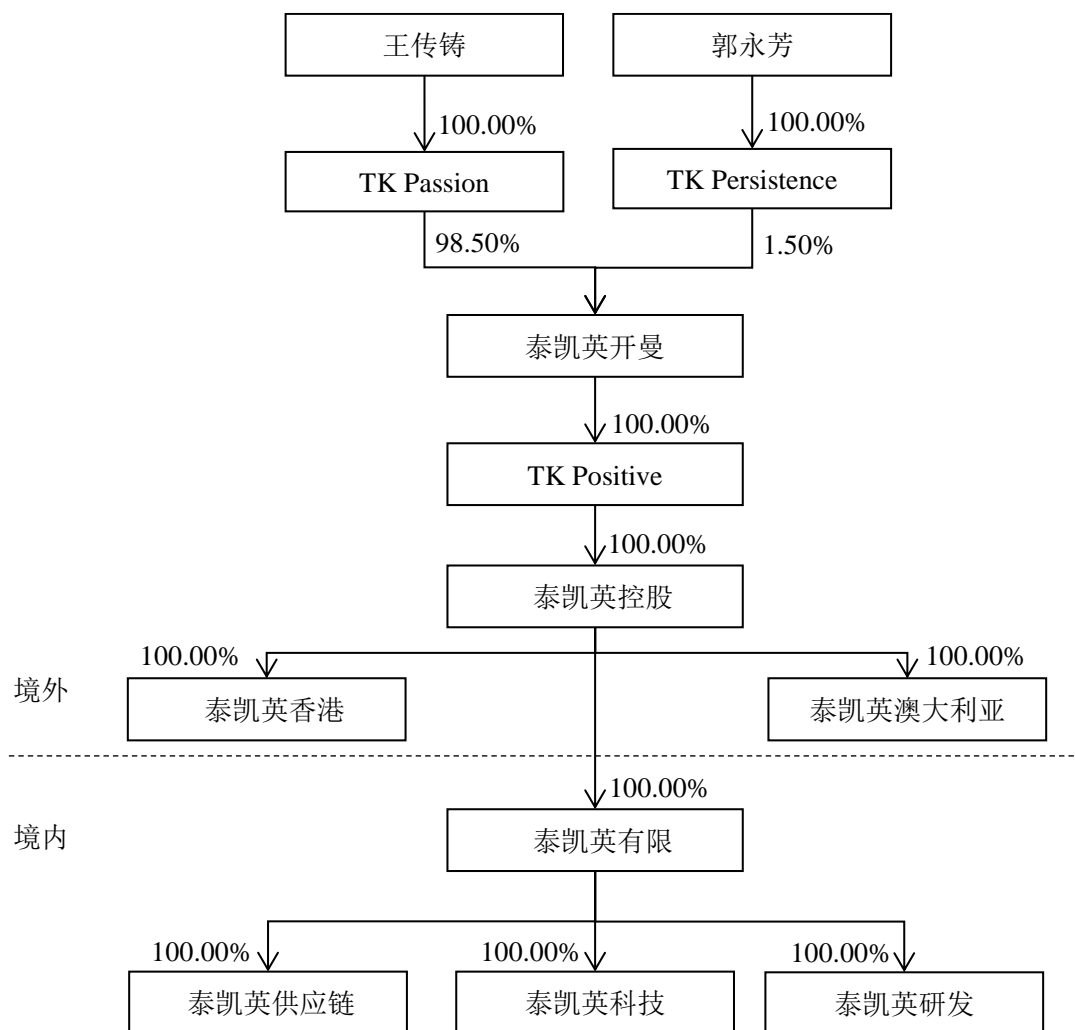 王传铸
郭永芳
100.00%
100.00%
TK Passion
TK Persistence
98.50%
1.50%
泰凯英开曼
100.00%
TK Positive
100.00%
泰凯英控股
100.00%
100.00%
境外
泰凯英香港
泰凯英澳大利亚
100.00%
境内
泰凯英有限
100.00%
100.00%
100.00%
泰凯英供应链
泰凯英科技
泰凯英研发